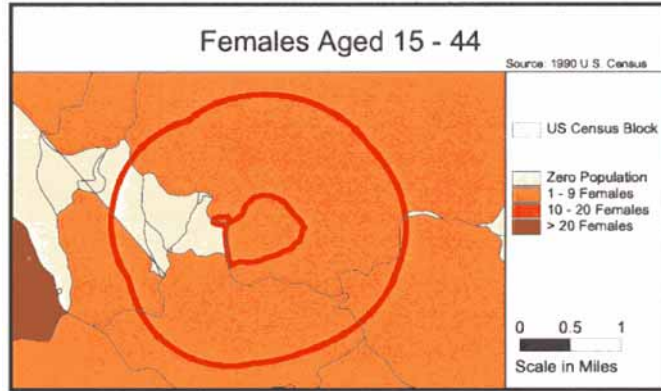 Females Aged 15 - 44
Source: 1990 U.S. Census
US Census Block
Zero Population
1 - 9 Females
10 - 20 Females
> 20 Females
0 0.5 1
Scale in Miles